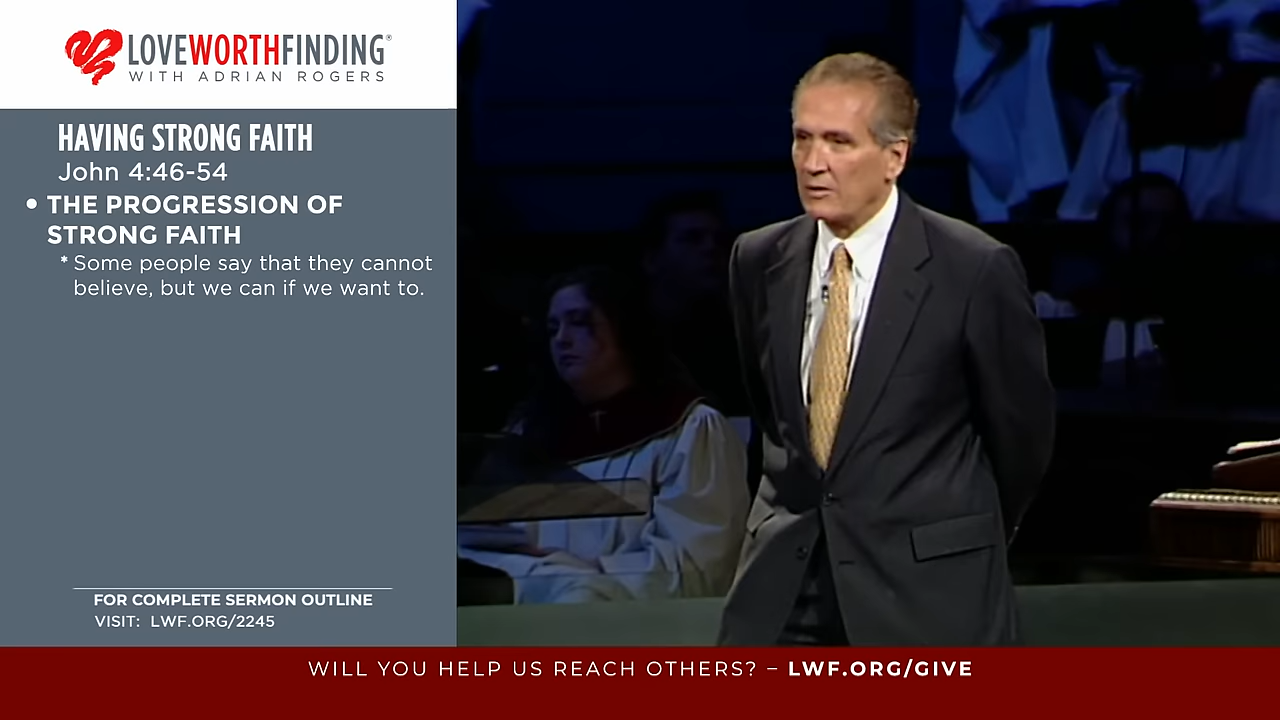 LOVEWORTHFINDING®
WITH ADRIAN ROGERS
HAVING STRONG FAITH
John 4:46-54
• THE PROGRESSION OF
STRONG FAITH
* Some people say that they cannot
believe, but we can if we want to.
FOR COMPLETE SERMON OUTLINE
VISIT: LWF.ORG/2245
WILL YOU HELP US REACH OTHERS? – LWF.ORG/GIVE